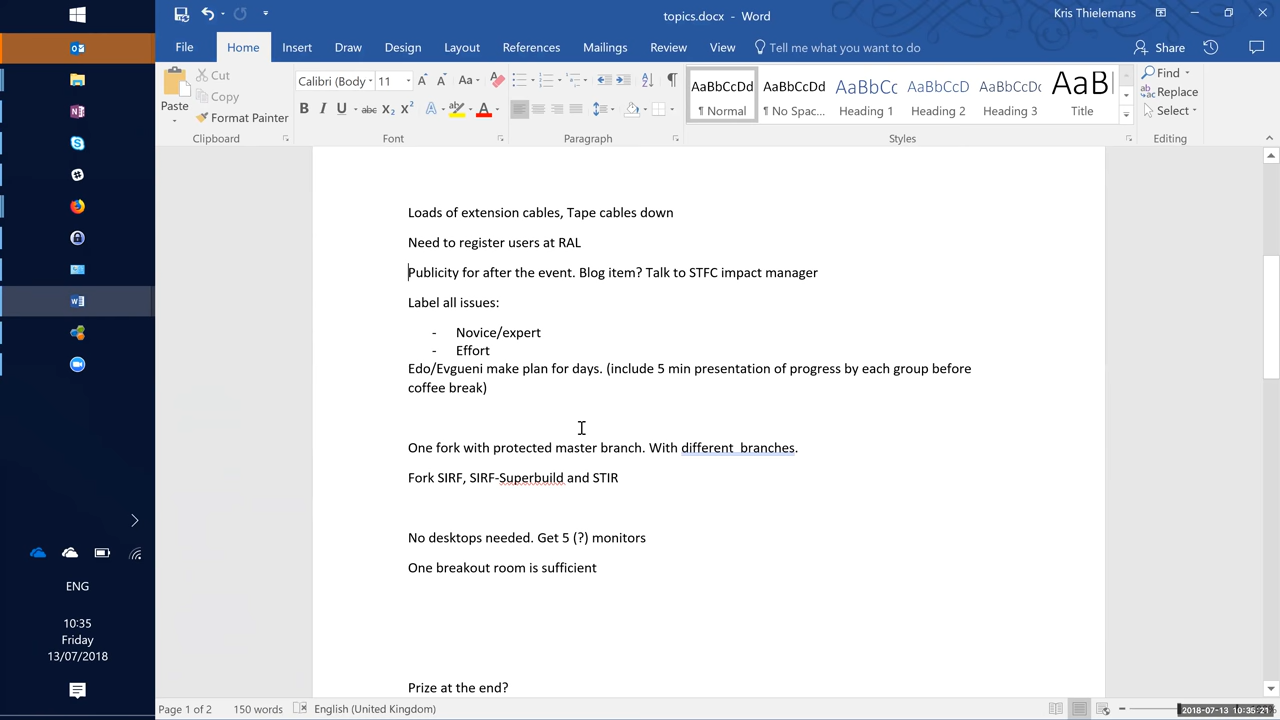 topics.docx - Word
Kris Thielemans
File Home Insert Draw Design Layout References Mailings Review View Tell me what you want to do Share
Paste
Cut
Copy
Format Painter
Clipboard
Calibri (Body 11
Font
Paragraph
AaBbCcDd AaBbCcDd AaBbCcD AaBbCcD AaBbCcDc AaB
¶ Normal ¶ No Spac... Heading 1 Heading 2 Heading 3 Title
Styles
Find
Replace
Select
Editing
Loads of extension cables, Tape cables down
Need to register users at RAL
Publicity for after the event. Blog item? Talk to STFC impact manager
Label all issues:
- Novice/expert
- Effort
Edo/Evgueni make plan for days. (include 5 min presentation of progress by each group before
coffee break)
One fork with protected master branch. With different branches.
Fork SIRF, SIRF-Superbuild and STIR
No desktops needed. Get 5 (?) monitors
One breakout room is sufficient
Prize at the end?
ENG
10:35
Friday
13/07/2018
Page 1 of 2 150 words English (United Kingdom)
2018-07-13 10:35:21